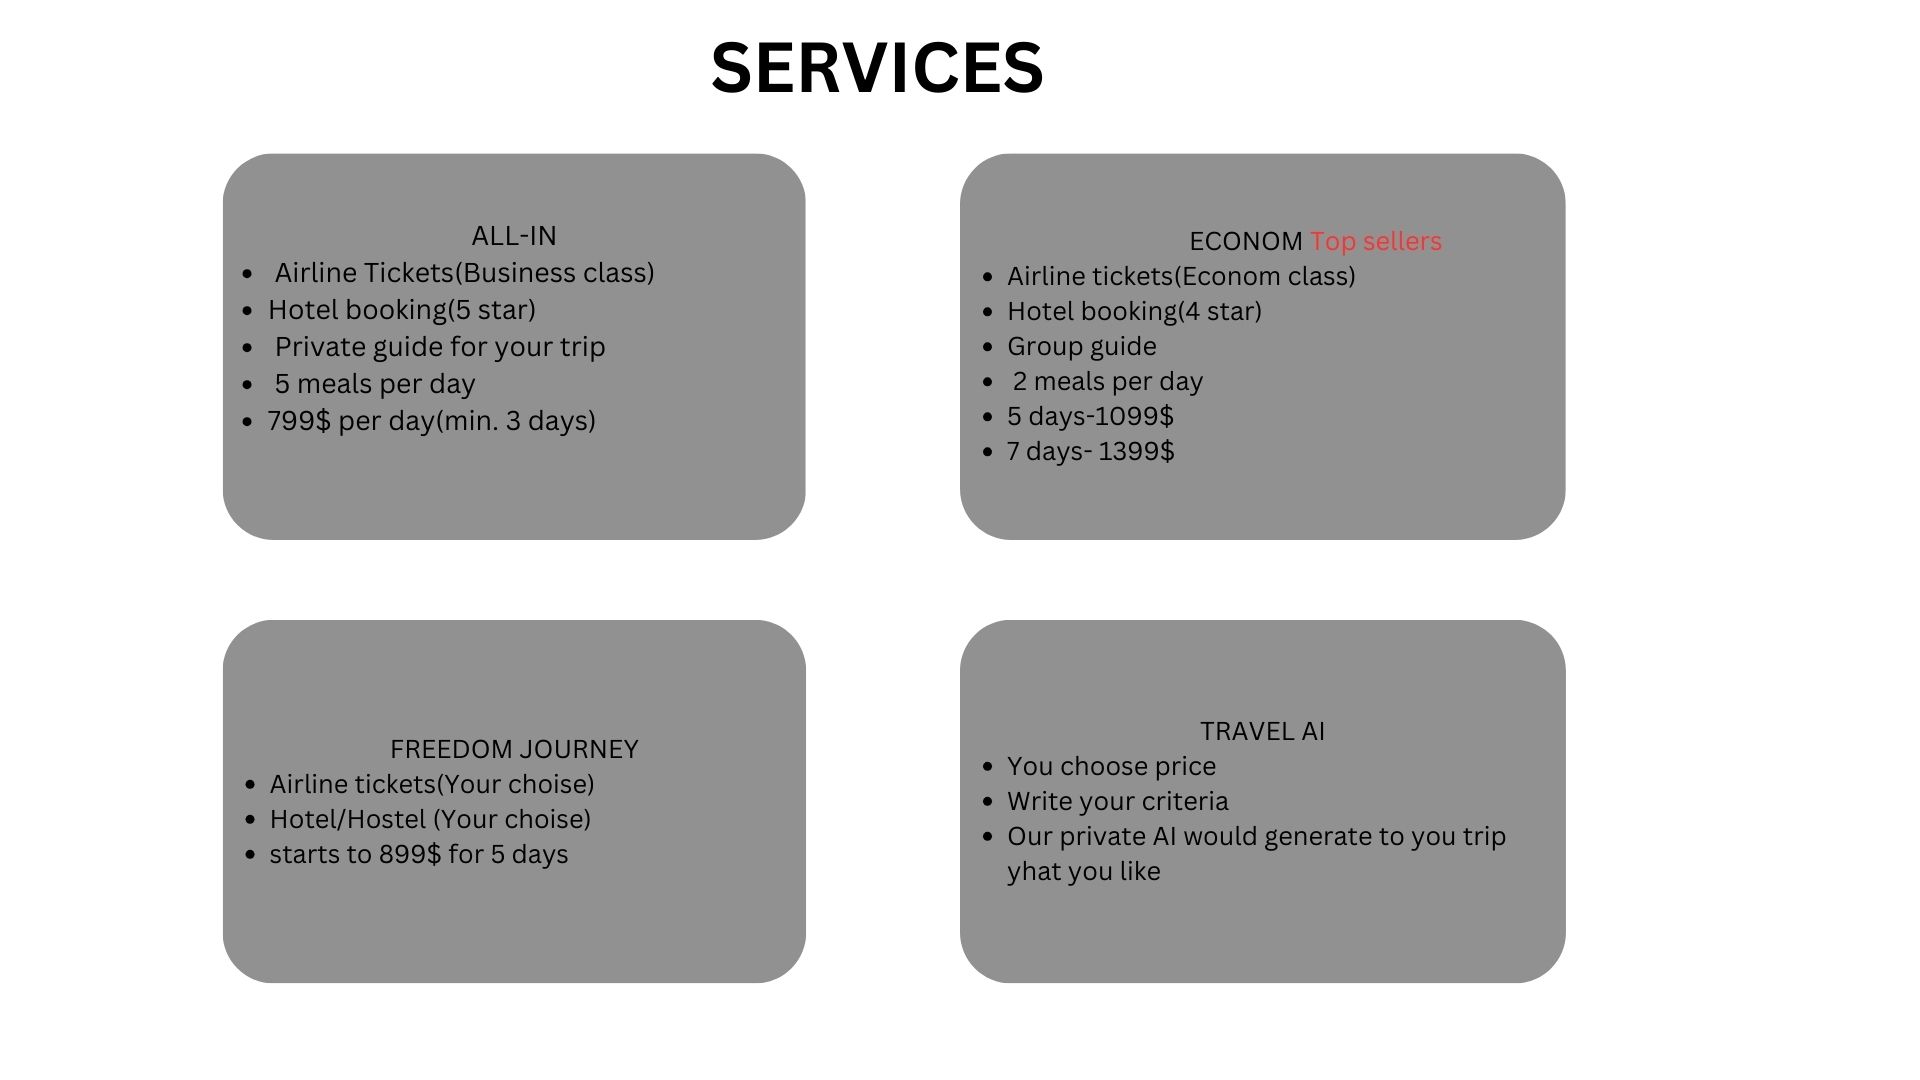 SERVICES
ALL-IN
• Airline Tickets(Business class)
• Hotel booking(5 star)
• Private guide for your trip
• 5 meals per day
• 799$ per day(min. 3 days)
ECONOM Top sellers
• Airline tickets(Econom class)
• Hotel booking(4 star)
• Group guide
• 2 meals per day
• 5 days-1099$
• 7 days- 1399$
FREEDOM JOURNEY
• Airline tickets(Your choise)
• Hotel/Hostel (Your choise)
• starts to 899$ for 5 days
TRAVEL AI
• You choose price
• Write your criteria
• Our private AI would generate to you trip
yhat you like